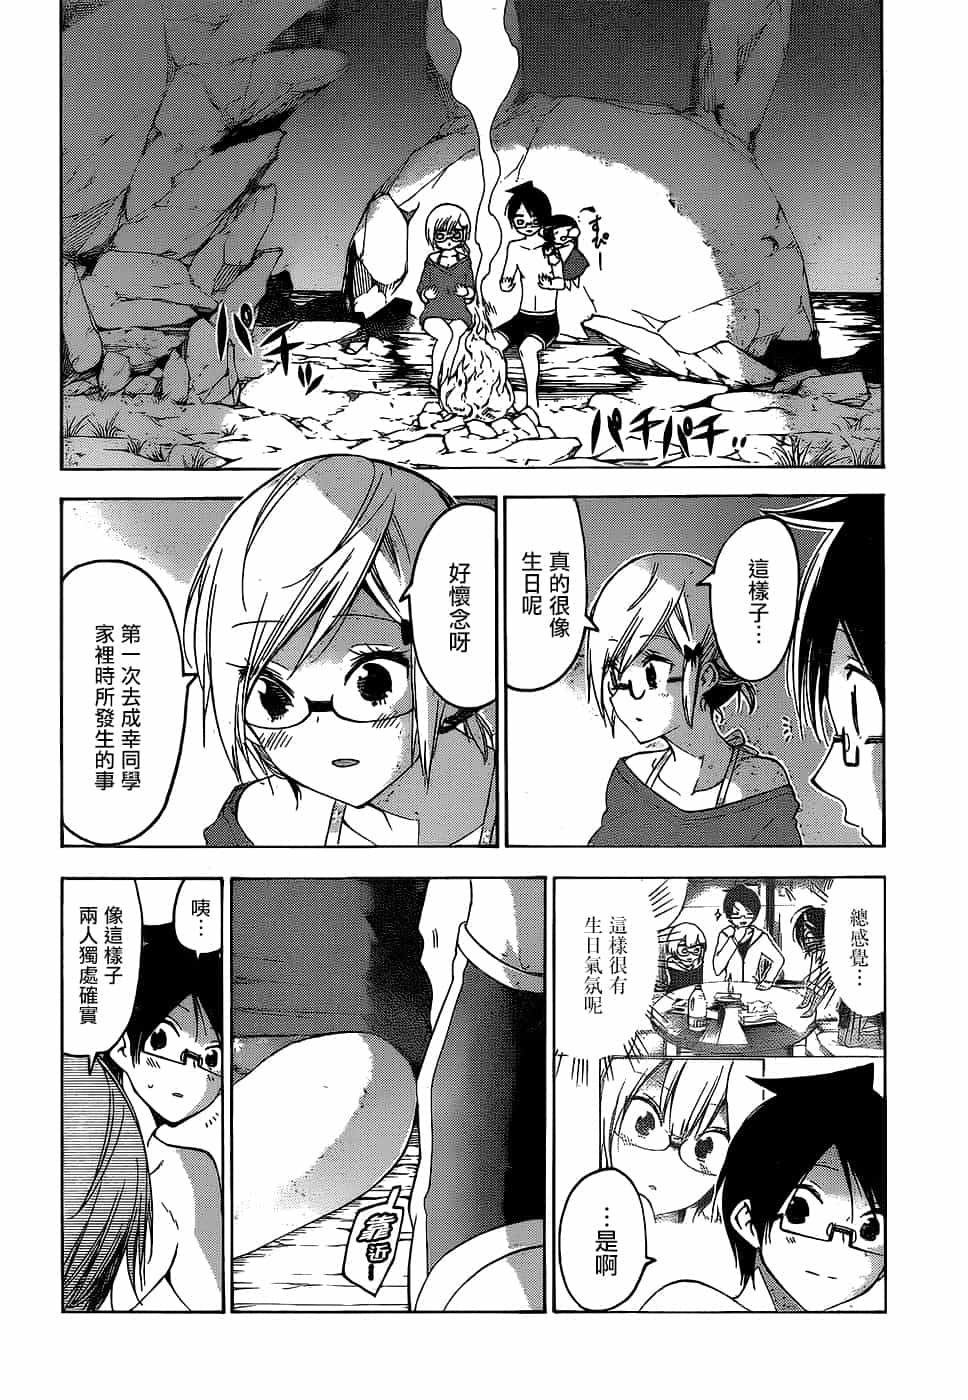 すぴー
パチ
パチパチ‥
這樣子…
真的很像
生日呢
好懷念呀
第一次去成幸同學
家裡時所發生的事
總感覺…
這樣很有
生日氣氛呢
…是啊
靠近…
咦…
像這樣子
兩人獨處確實